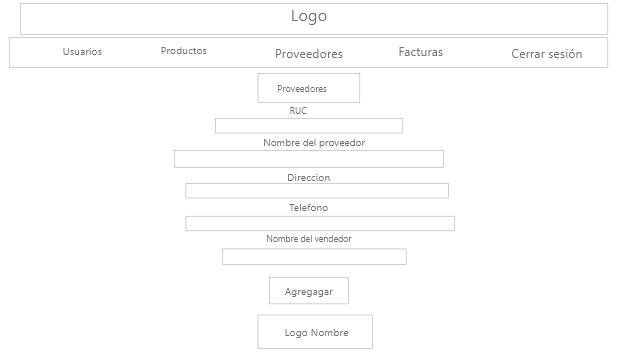 Logo
Usuarios Productos Proveedores Facturas Cerrar sesión
Proveedores
RUC
Nombre del proveedor
Direccion
Telefono
Nombre del vendedor
Agregagar
Logo Nombre